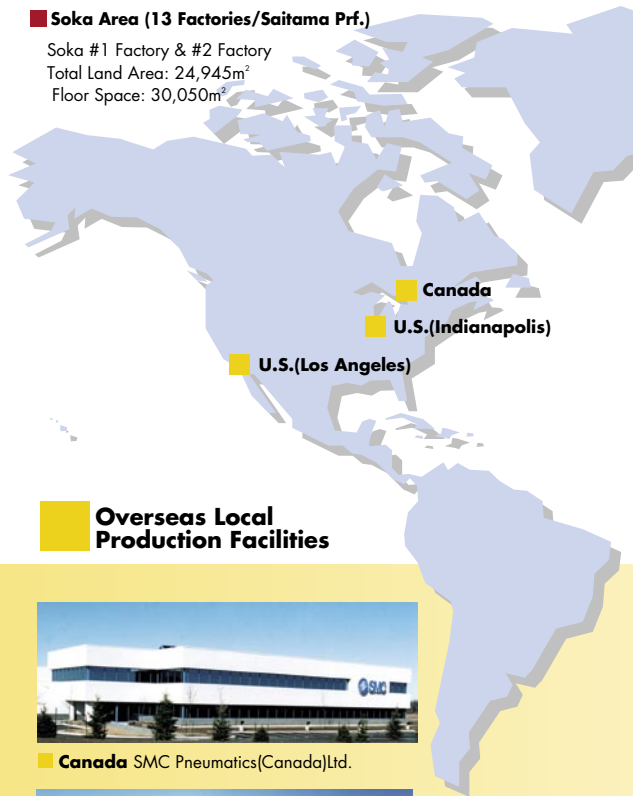 Soka Area (13 Factories/Saitama Prf.)
Soka #1 Factory & #2 Factory
Total Land Area: 24,945m²
Floor Space: 30,050m²
Canada
U.S.(Indianapolis)
U.S.(Los Angeles)
Overseas Local
Production Facilities
SMC
Canada SMC Pneumatics(Canada)Ltd.